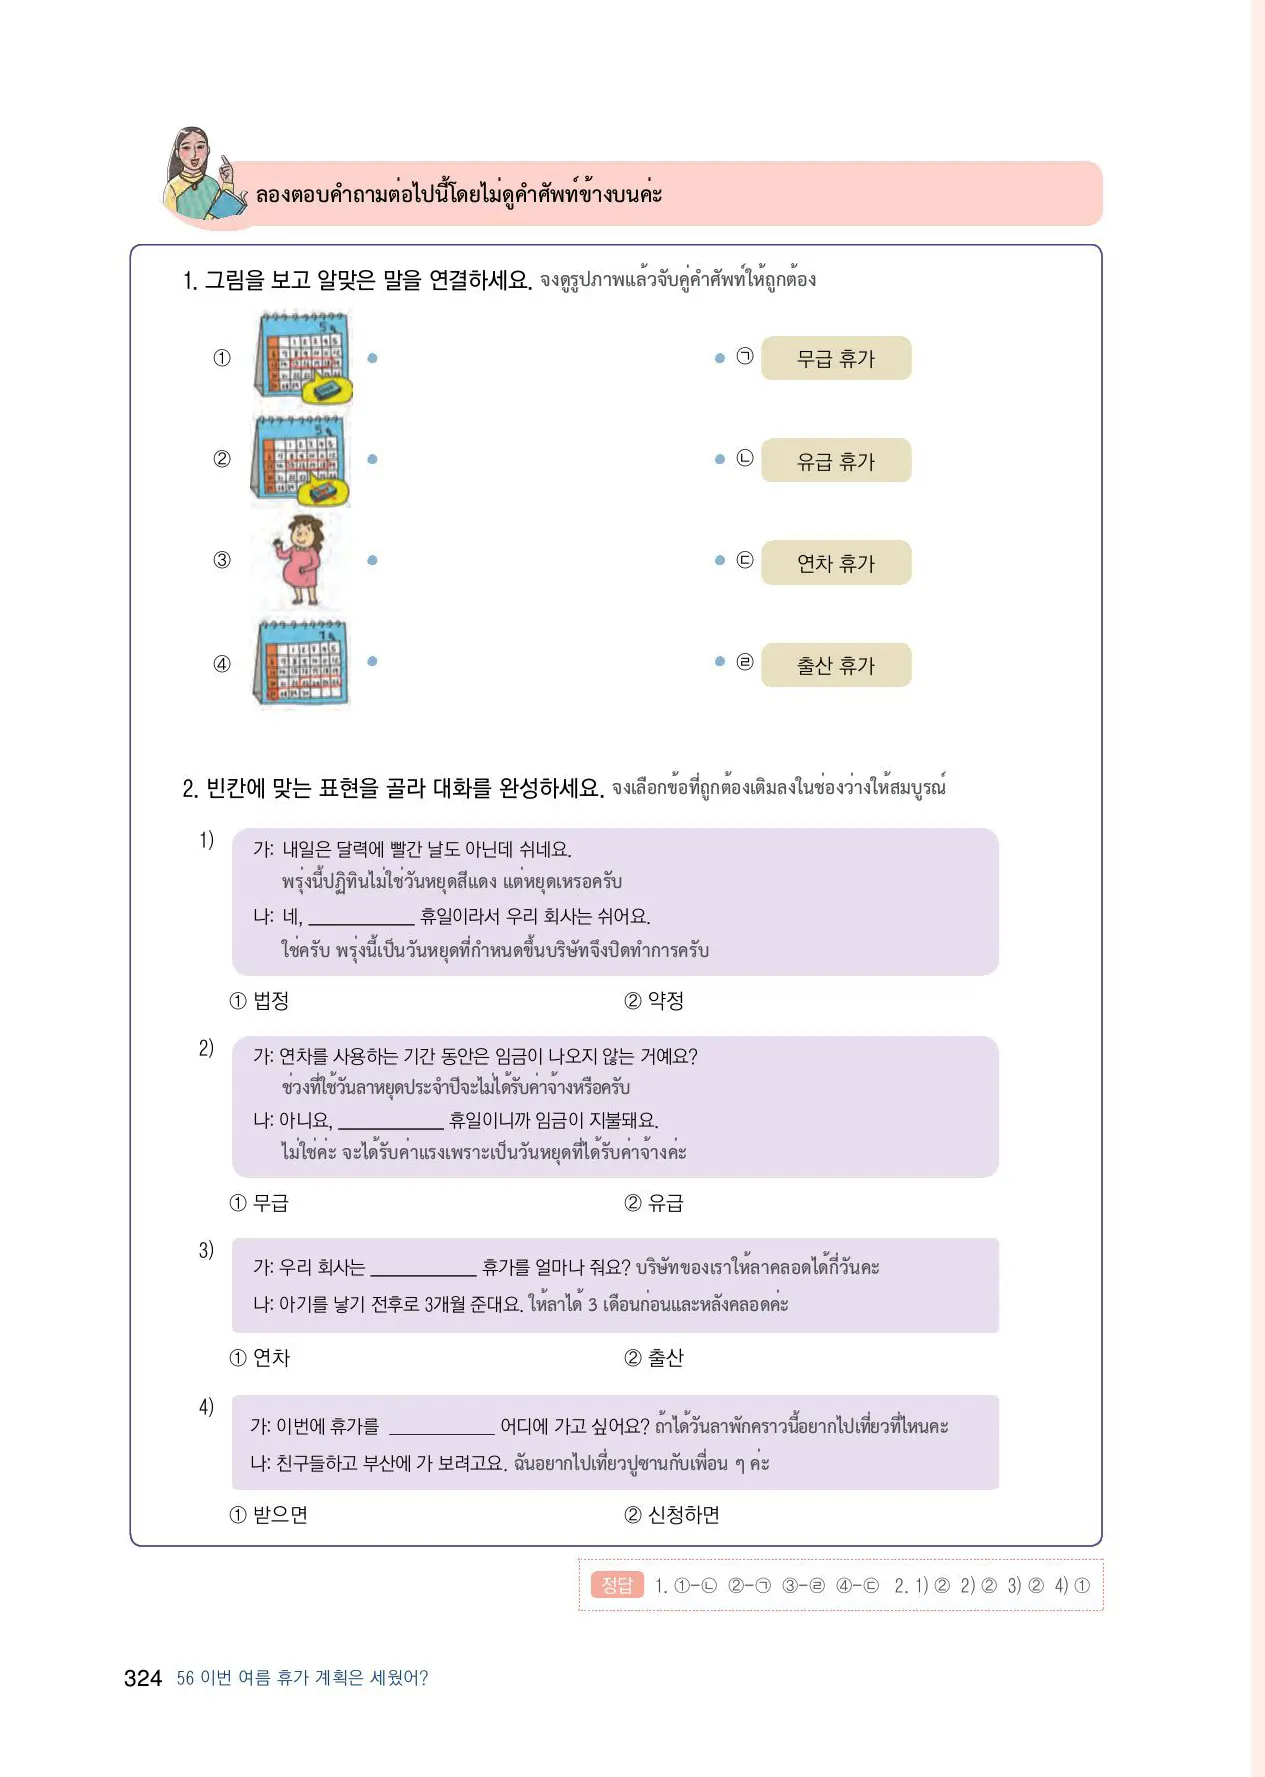 ลองตอบคำถามต่อไปนี้โดยไม่ดูคำศัพท์ข้างบนค่ะ
1. 그림을 보고 알맞은 말을 연결하세요. จงดูรูปภาพแล้วจับคู่คำศัพท์ให้ถูกต้อง
① ㉠ 무급 휴가
② ㉡ 유급 휴가
③ ㉢ 연차 휴가
④ ㉣ 출산 휴가
2. 빈칸에 맞는 표현을 골라 대화를 완성하세요. จงเลือกข้อที่ถูกต้องเติมลงในช่องว่างให้สมบูรณ์
1)
가: 내일은 달력에 빨간 날도 아닌데 쉬네요.
พรุ่งนี้ปฏิทินไม่ใช่วันหยุดสีแดง แต่หยุดเหรอครับ
나: 네, ___________ 휴일이라서 우리 회사는 쉬어요.
ใช่ครับ พรุ่งนี้เป็นวันหยุดที่กำหนดขึ้นบริษัทจึงปิดทำการครับ
① 법정 ② 약정
2)
가: 연차를 사용하는 기간 동안은 임금이 나오지 않는 거예요?
ช่วงที่ใช้วันลาหยุดประจำปีจะไม่ได้รับค่าจ้างหรือครับ
나: 아니요, ___________ 휴일이니까 임금이 지불돼요.
ไม่ใช่ค่ะ จะได้รับค่าแรงเพราะเป็นวันหยุดที่ได้รับค่าจ้างค่ะ
① 무급 ② 유급
3)
가: 우리 회사는 ___________ 휴가를 얼마나 줘요? บริษัทของเราให้ลาคลอดได้กี่วันคะ
나: 아기를 낳기 전후로 3개월 준대요. ให้ลาได้ 3 เดือนก่อนและหลังคลอดค่ะ
① 연차 ② 출산
4)
가: 이번에 휴가를 ___________ 어디에 가고 싶어요? ถ้าได้วันลาพักคราวนี้อยากไปเที่ยวที่ไหนคะ
나: 친구들하고 부산에 가 보려고요. ฉันอยากไปเที่ยวปูซานกับเพื่อน ๆ ค่ะ
① 받으면 ② 신청하면
정답 1. ①-㉡ ②-㉠ ③-㉣ ④-㉢ 2. 1) ② 2) ② 3) ② 4) ①
324 56 이번 여름 휴가 계획은 세웠어?